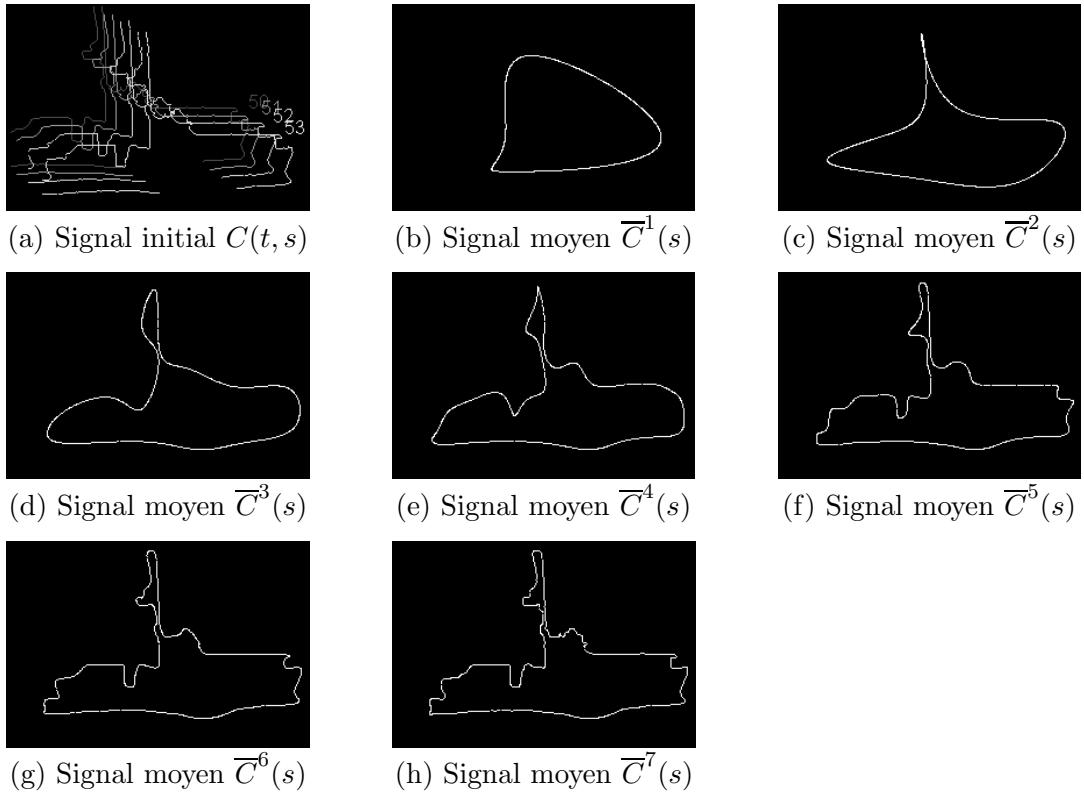 50
51
52
53
(a) Signal initial C(t, s)
(b) Signal moyen C̅¹(s)
(c) Signal moyen C̅²(s)
(d) Signal moyen C̅³(s)
(e) Signal moyen C̅⁴(s)
(f) Signal moyen C̅⁵(s)
(g) Signal moyen C̅⁶(s)
(h) Signal moyen C̅⁷(s)